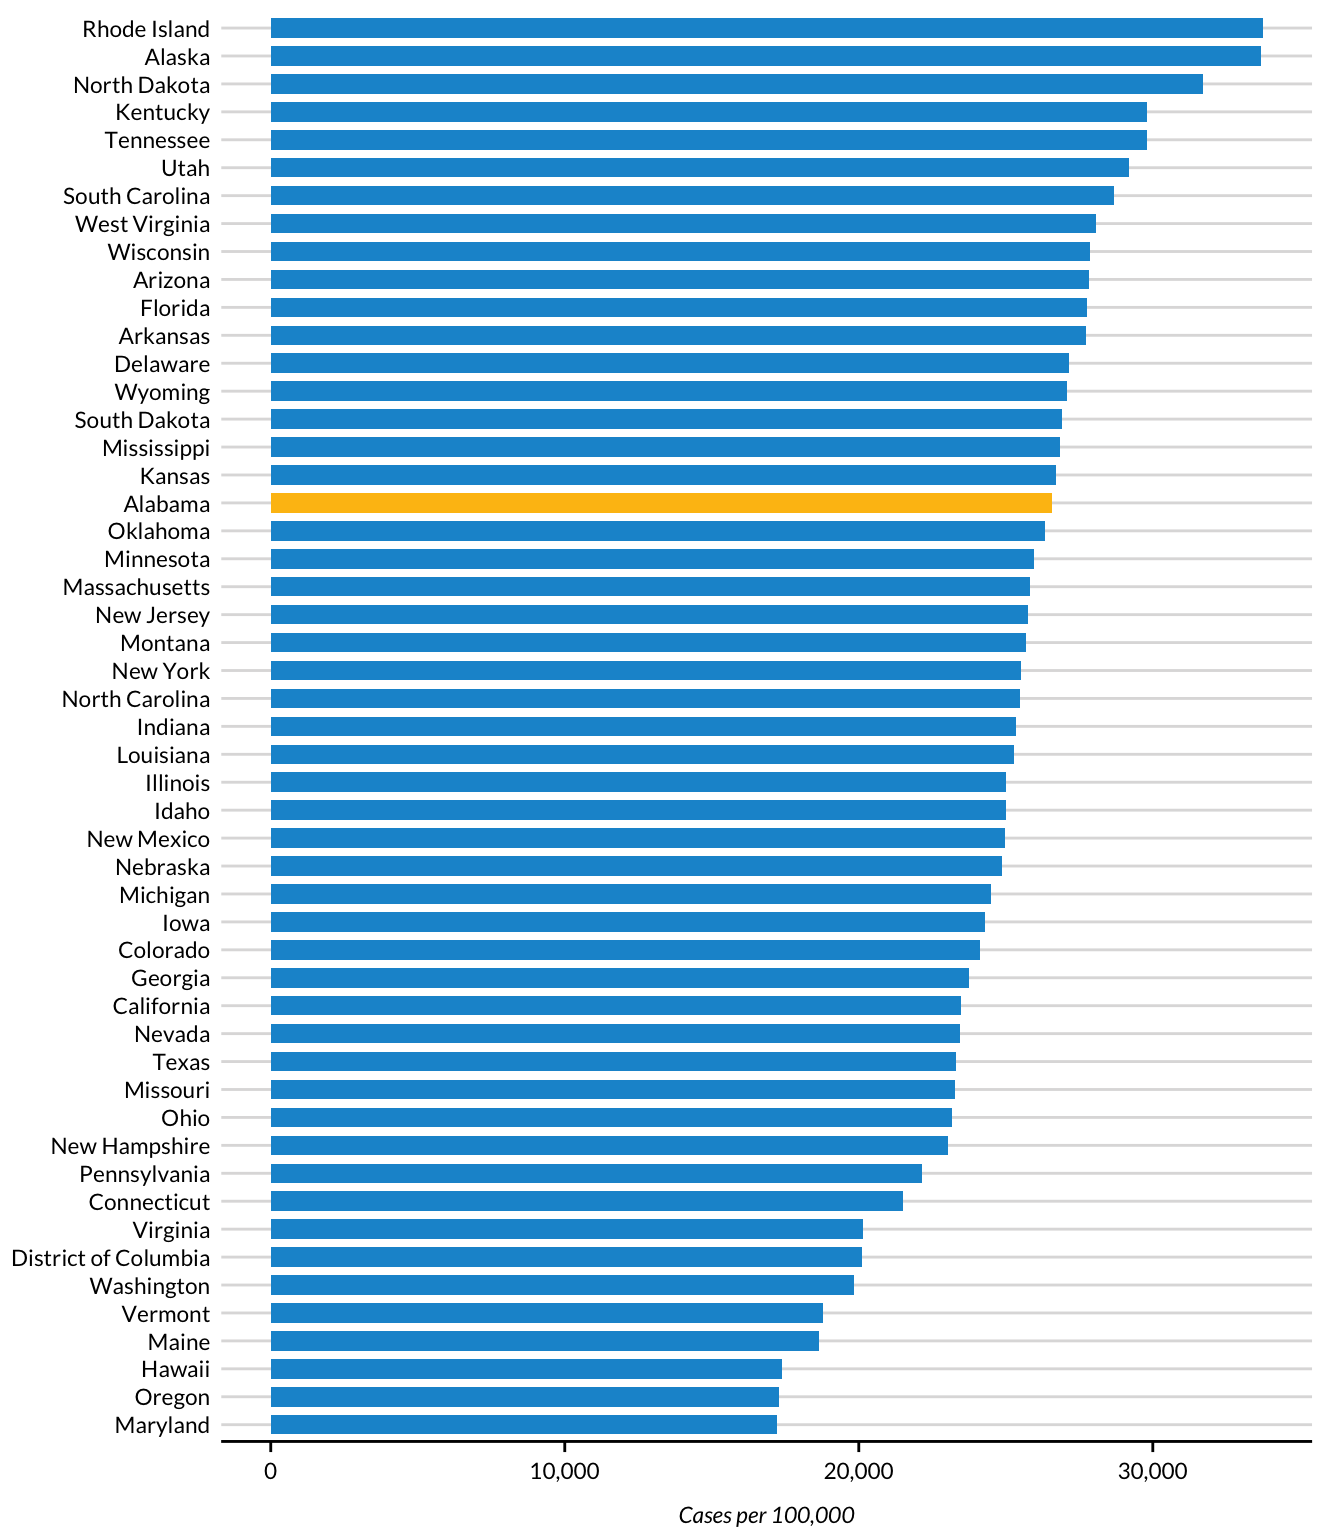 Rhode Island
Alaska
North Dakota
Kentucky
Tennessee
Utah
South Carolina
West Virginia
Wisconsin
Arizona
Florida
Arkansas
Delaware
Wyoming
South Dakota
Mississippi
Kansas
Alabama
Oklahoma
Minnesota
Massachusetts
New Jersey
Montana
New York
North Carolina
Indiana
Louisiana
Illinois
Idaho
New Mexico
Nebraska
Michigan
Iowa
Colorado
Georgia
California
Nevada
Texas
Missouri
Ohio
New Hampshire
Pennsylvania
Connecticut
Virginia
District of Columbia
Washington
Vermont
Maine
Hawaii
Oregon
Maryland
0 10,000 20,000 30,000
Cases per 100,000